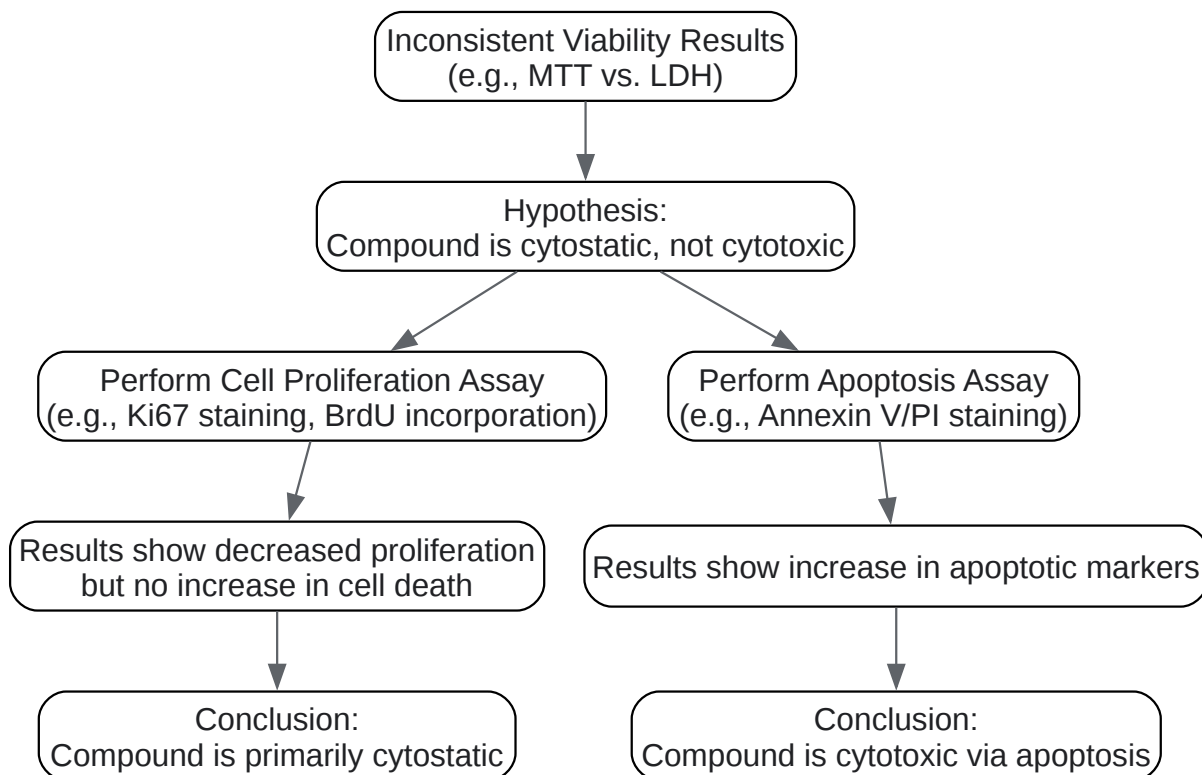 Inconsistent Viability Results
(e.g., MTT vs. LDH)
Hypothesis:
Compound is cytostatic, not cytotoxic
Perform Cell Proliferation Assay
(e.g., Ki67 staining, BrdU incorporation)
Perform Apoptosis Assay
(e.g., Annexin V/PI staining)
Results show decreased proliferation
but no increase in cell death
Results show increase in apoptotic markers
Conclusion:
Compound is primarily cytostatic
Conclusion:
Compound is cytotoxic via apoptosis